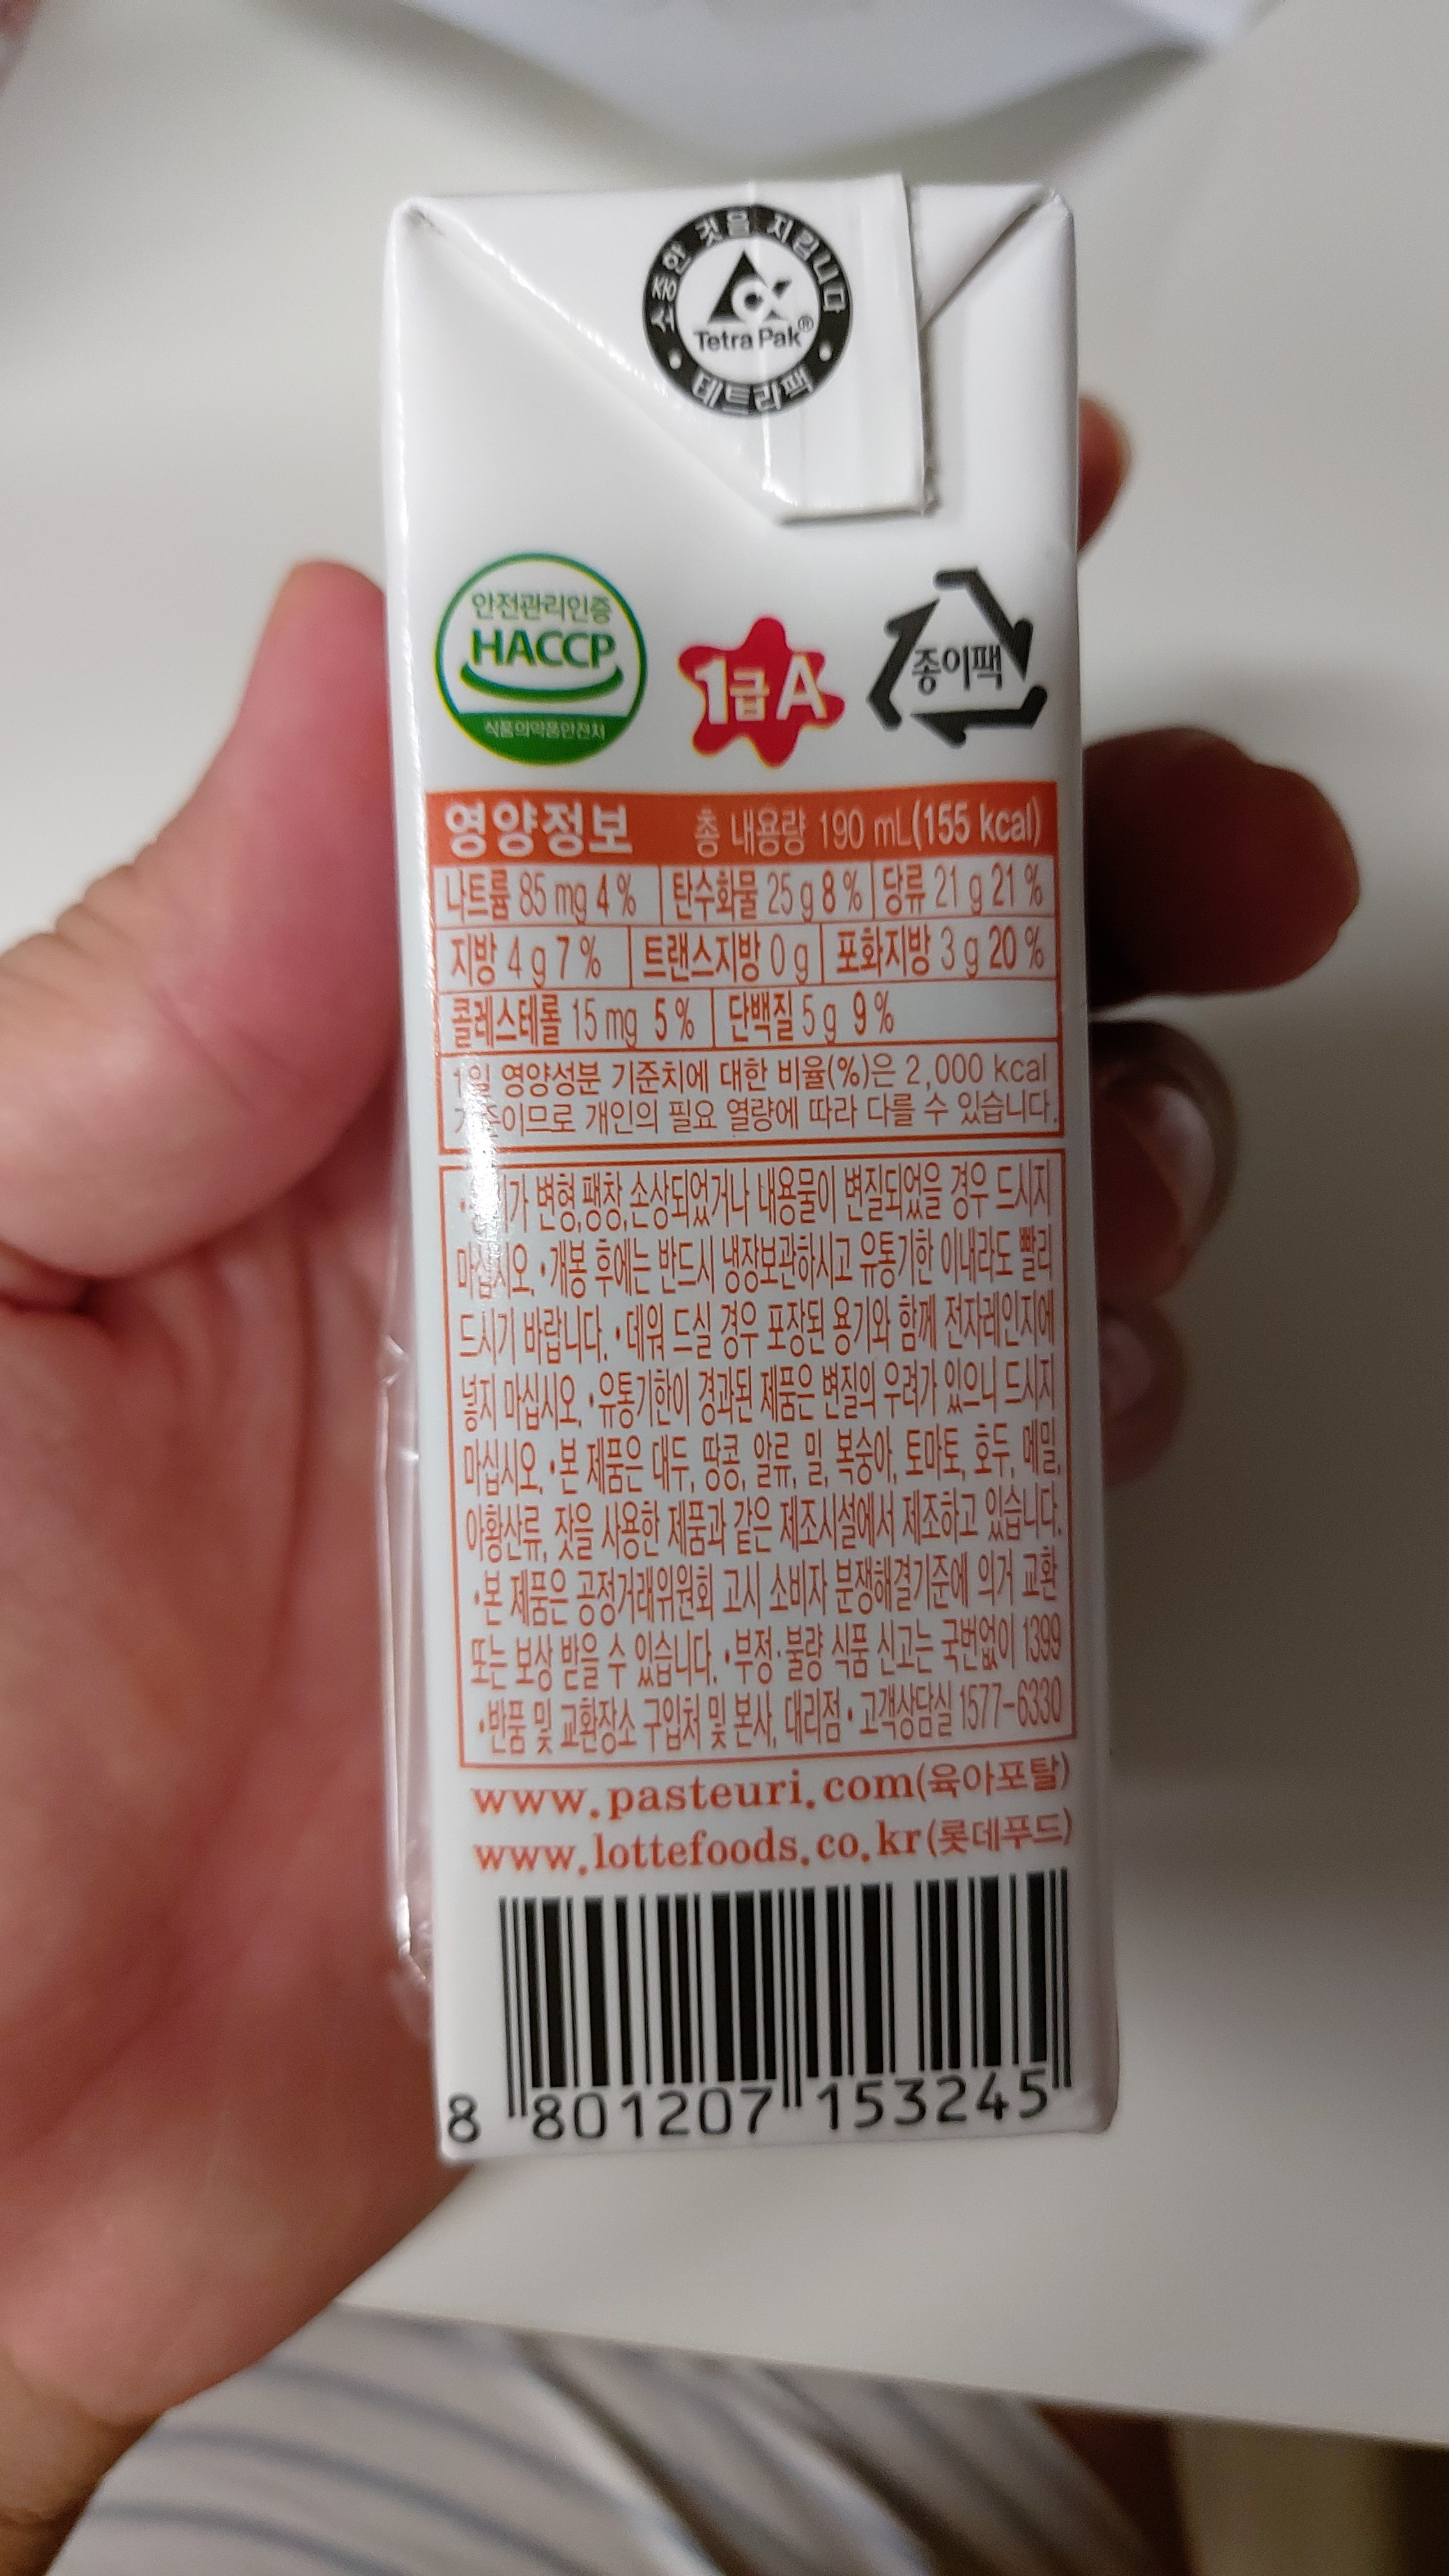 소중한 것을 지킵니다
Tetra Pak®
테트라팩
안전관리인증
HACCP
식품의약품안전처
1급A
종이팩
영양정보 총 내용량 190 mL(155 kcal)
나트륨 85 mg 4 % 탄수화물 25 g 8 % 당류 21 g 21 %
지방 4 g 7 % 트랜스지방 0 g 포화지방 3 g 20 %
콜레스테롤 15 mg 5 % 단백질 5 g 9 %
1일 영양성분 기준치에 대한 비율(%)은 2,000 kcal
기준이므로 개인의 필요 열량에 따라 다를 수 있습니다.
변형,팽창,손상되었거나 내용물이 변질되었을 경우 드시지
마십시오. •개봉 후에는 반드시 냉장보관하시고 유통기한 이내라도 빨리
드시기 바랍니다. •데워 드실 경우 포장된 용기와 함께 전자레인지에
넣지 마십시오. •유통기한이 경과된 제품은 변질의 우려가 있으니 드시지
마십시오. •본 제품은 대두, 땅콩, 알류, 밀, 복숭아, 토마토, 호두, 메밀,
아황산류, 잣을 사용한 제품과 같은 제조시설에서 제조하고 있습니다.
•본 제품은 공정거래위원회 고시 소비자 분쟁해결기준에 의거 교환
또는 보상 받을 수 있습니다. •부정·불량 식품 신고는 국번없이 1399
•반품 및 교환장소 구입처 및 본사, 대리점 • 고객상담실 1577-6330
www.pasteuri.com(육아포탈)
www.lottefoods.co.kr(롯데푸드)
8 801207 153245